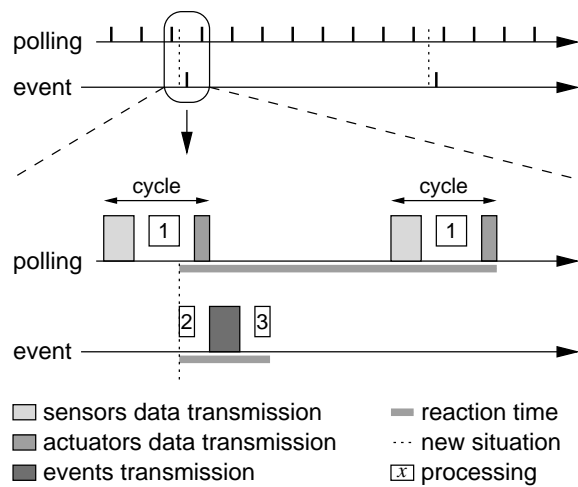 polling
event
cycle
cycle
1
1
polling
2
3
event
sensors data transmission
reaction time
actuators data transmission
new situation
events transmission
x processing